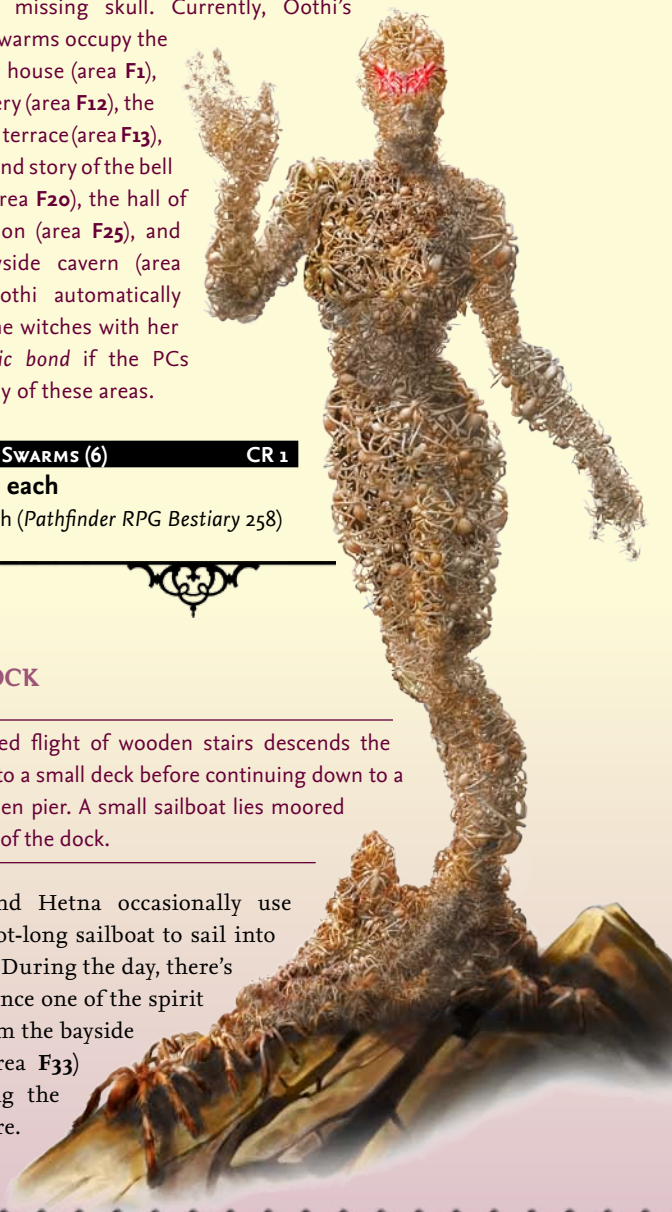 missing skull. Currently, Oothi's
warms occupy the
house (area F1),
ery (area F12), the
terrace (area F13),
nd story of the bell
rea F20), the hall of
on (area F25), and
yside cavern (area
othi automatically
he witches with her
ic bond if the PCs
y of these areas.
Swarms (6) CR 1
each
h (Pathfinder RPG Bestiary 258)
OCK
ed flight of wooden stairs descends the
to a small deck before continuing down to a
en pier. A small sailboat lies moored
of the dock.
nd Hetna occasionally use
ot-long sailboat to sail into
During the day, there's
nce one of the spirit
m the bayside
rea F33)
g the
re.